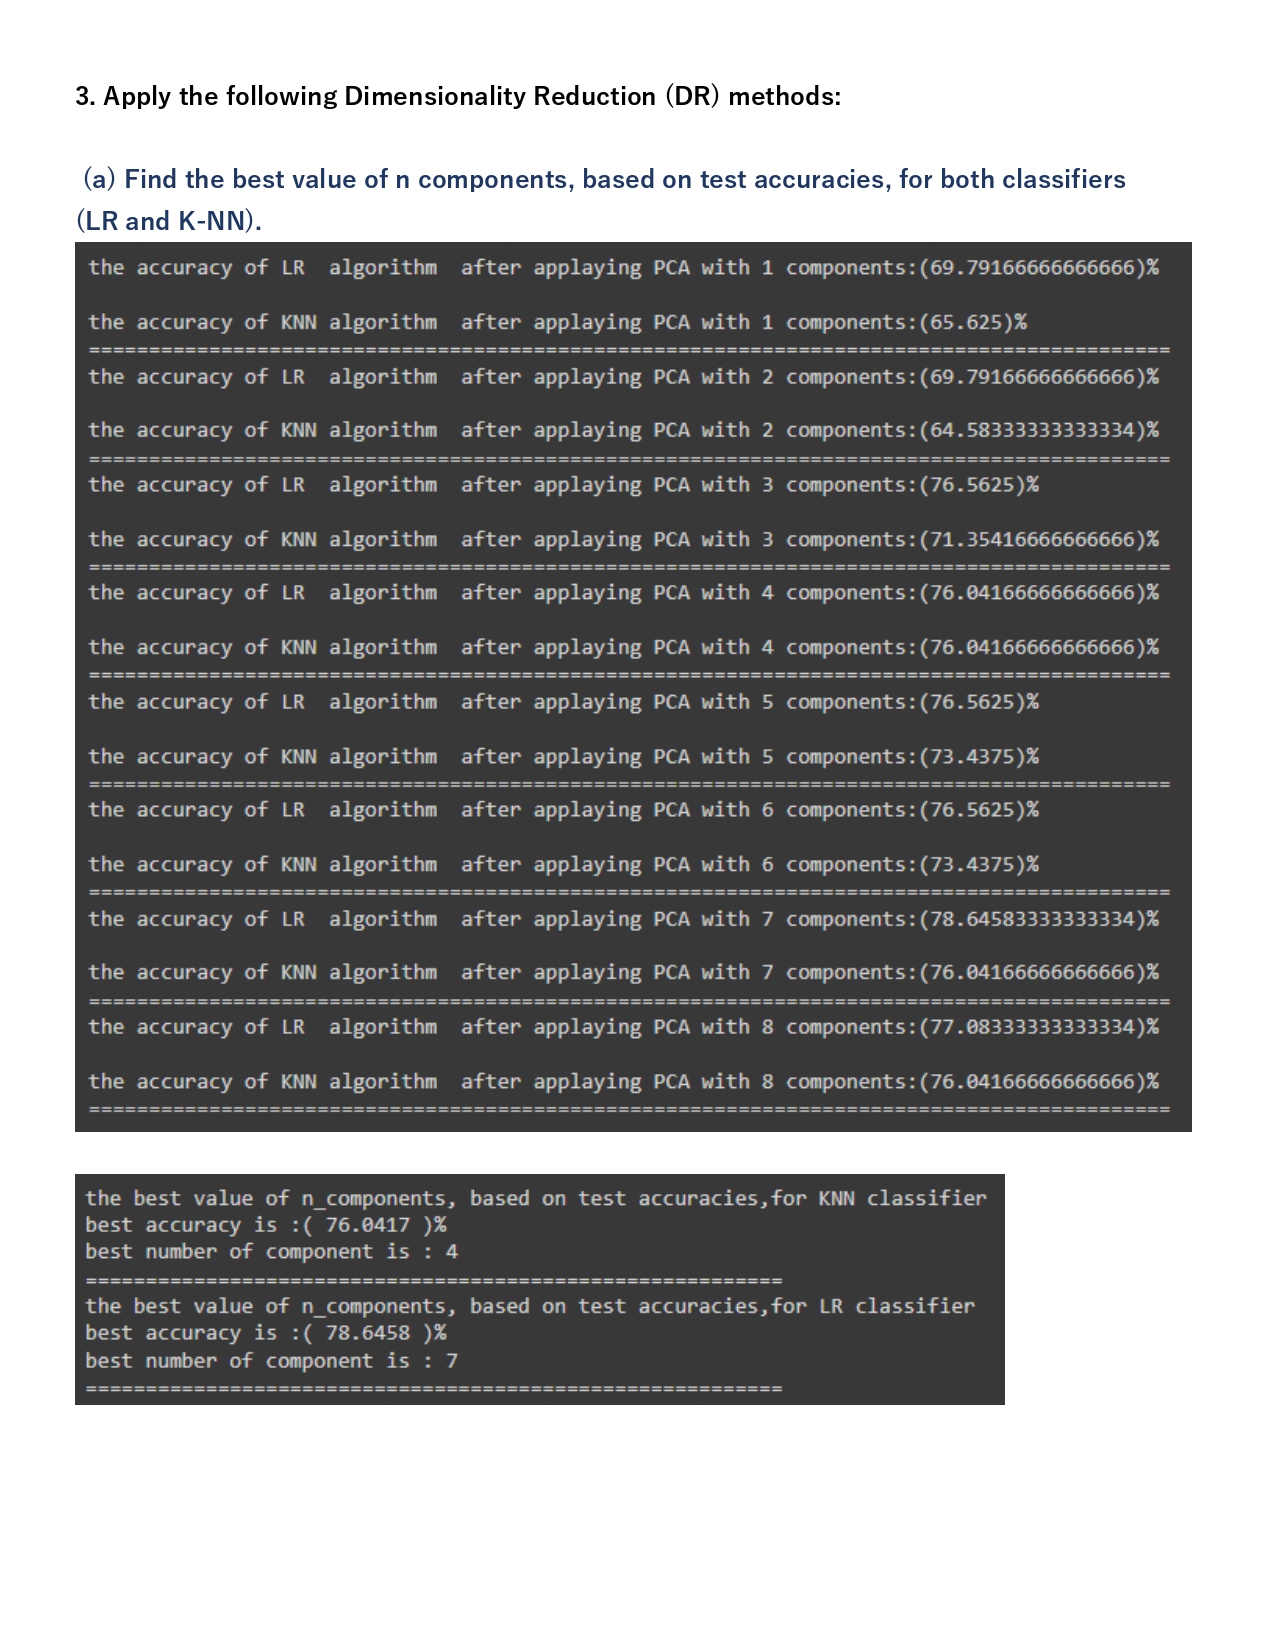 3. Apply the following Dimensionality Reduction (DR) methods:
(a) Find the best value of n components, based on test accuracies, for both classifiers
(LR and K-NN).
the accuracy of LR  algorithm  after applaying PCA with 1 components:(69.79166666666666)%
the accuracy of KNN algorithm  after applaying PCA with 1 components:(65.625)%
==========================================================================================
the accuracy of LR  algorithm  after applaying PCA with 2 components:(69.79166666666666)%
the accuracy of KNN algorithm  after applaying PCA with 2 components:(64.58333333333334)%
==========================================================================================
the accuracy of LR  algorithm  after applaying PCA with 3 components:(76.5625)%
the accuracy of KNN algorithm  after applaying PCA with 3 components:(71.35416666666666)%
==========================================================================================
the accuracy of LR  algorithm  after applaying PCA with 4 components:(76.04166666666666)%
the accuracy of KNN algorithm  after applaying PCA with 4 components:(76.04166666666666)%
==========================================================================================
the accuracy of LR  algorithm  after applaying PCA with 5 components:(76.5625)%
the accuracy of KNN algorithm  after applaying PCA with 5 components:(73.4375)%
==========================================================================================
the accuracy of LR  algorithm  after applaying PCA with 6 components:(76.5625)%
the accuracy of KNN algorithm  after applaying PCA with 6 components:(73.4375)%
==========================================================================================
the accuracy of LR  algorithm  after applaying PCA with 7 components:(78.64583333333334)%
the accuracy of KNN algorithm  after applaying PCA with 7 components:(76.04166666666666)%
==========================================================================================
the accuracy of LR  algorithm  after applaying PCA with 8 components:(77.08333333333334)%
the accuracy of KNN algorithm  after applaying PCA with 8 components:(76.04166666666666)%
==========================================================================================
the best value of n_components, based on test accuracies,for KNN classifier
best accuracy is :( 76.0417 )%
best number of component is : 4
==========================================================
the best value of n_components, based on test accuracies,for LR classifier
best accuracy is :( 78.6458 )%
best number of component is : 7
==========================================================